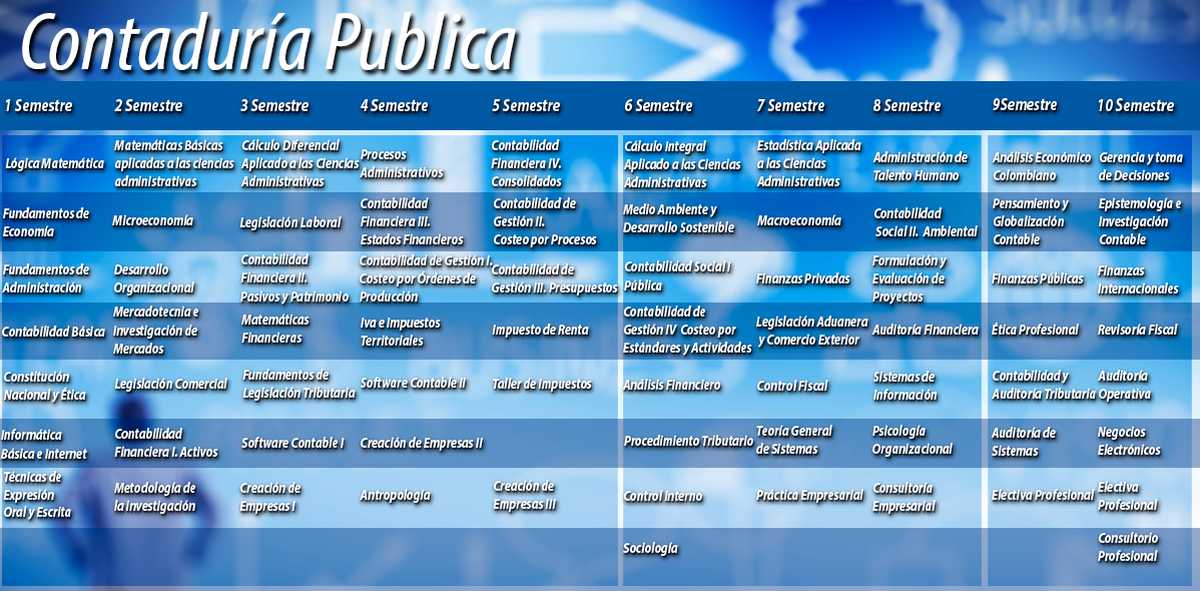 Contaduría Publica
1 Semestre 2 Semestre 3 Semestre 4 Semestre 5 Semestre 6 Semestre 7 Semestre 8 Semestre 9Semestre 10 Semestre
Lógica Matemática
Matemáticas Básicas
aplicadas a las ciencias
administrativas
Cálculo Diferencial
Aplicado a las Ciencias
Administrativas
Procesos
Administrativos
Contabilidad
Financiera IV.
Consolidados
Cálculo Integral
Aplicado a las Ciencias
Administrativas
Estadística Aplicada
a las Ciencias
Administrativas
Administración de
Talento Humano
Análisis Económico
Colombiano
Gerencia y toma
de Decisiones
Fundamentos de
Economía
Microeconomía
Legislación Laboral
Contabilidad
Financiera III.
Estados Financieros
Contabilidad de
Gestión II.
Costeo por Procesos
Medio Ambiente y
Desarrollo Sostenible
Macroeconomía
Contabilidad
Social II. Ambiental
Pensamiento y
Globalización
Contable
Epistemología e
Investigación
Contable
Fundamentos de
Administración
Desarrollo
Organizacional
Contabilidad
Financiera II.
Pasivos y Patrimonio
Contabilidad de Gestión I.
Costeo por Órdenes de
Producción
Contabilidad de
Gestión III. Presupuestos
Contabilidad Social I
Pública
Finanzas Privadas
Formulación y
Evaluación de
Proyectos
Finanzas Públicas
Finanzas
Internacionales
Contabilidad Básica
Mercadotecnia e
Investigación de
Mercados
Matemáticas
Financieras
Iva e Impuestos
Territoriales
Impuesto de Renta
Contabilidad de
Gestión IV Costeo por
Estándares y Actividades
Legislación Aduanera
y Comercio Exterior
Auditoría Financiera
Ética Profesional
Revisoría Fiscal
Constitución
Nacional y Ética
Legislación Comercial
Fundamentos de
Legislación Tributaria
Software Contable II
Taller de Impuestos
Análisis Financiero
Control Fiscal
Sistemas de
Información
Contabilidad y
Auditoría Tributaria
Auditoría
Operativa
Informática
Básica e Internet
Contabilidad
Financiera I. Activos
Software Contable I
Creación de Empresas II
Procedimiento Tributario
Teoría General
de Sistemas
Psicología
Organizacional
Auditoría de
Sistemas
Negocios
Electrónicos
Técnicas de
Expresión
Oral y Escrita
Metodología de
la Investigación
Creación de
Empresas I
Antropología
Creación de
Empresas III
Control Interno
Práctica Empresarial
Consultoría
Empresarial
Electiva Profesional
Electiva
Profesional
Sociología
Consultorio
Profesional